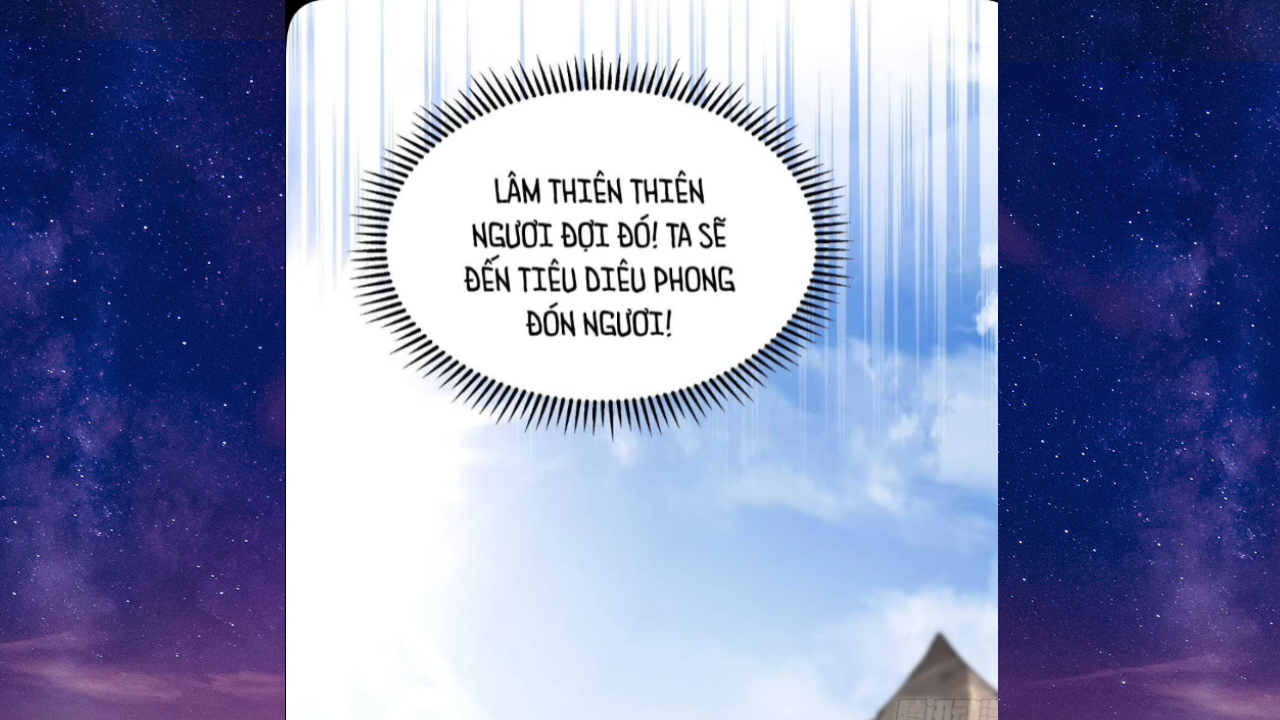 LÂM THIÊN THIÊN
NGƯƠI ĐỢI ĐÓ! TA SẼ
ĐẾN TIÊU DIÊU PHONG
ĐÓN NGƯƠI!